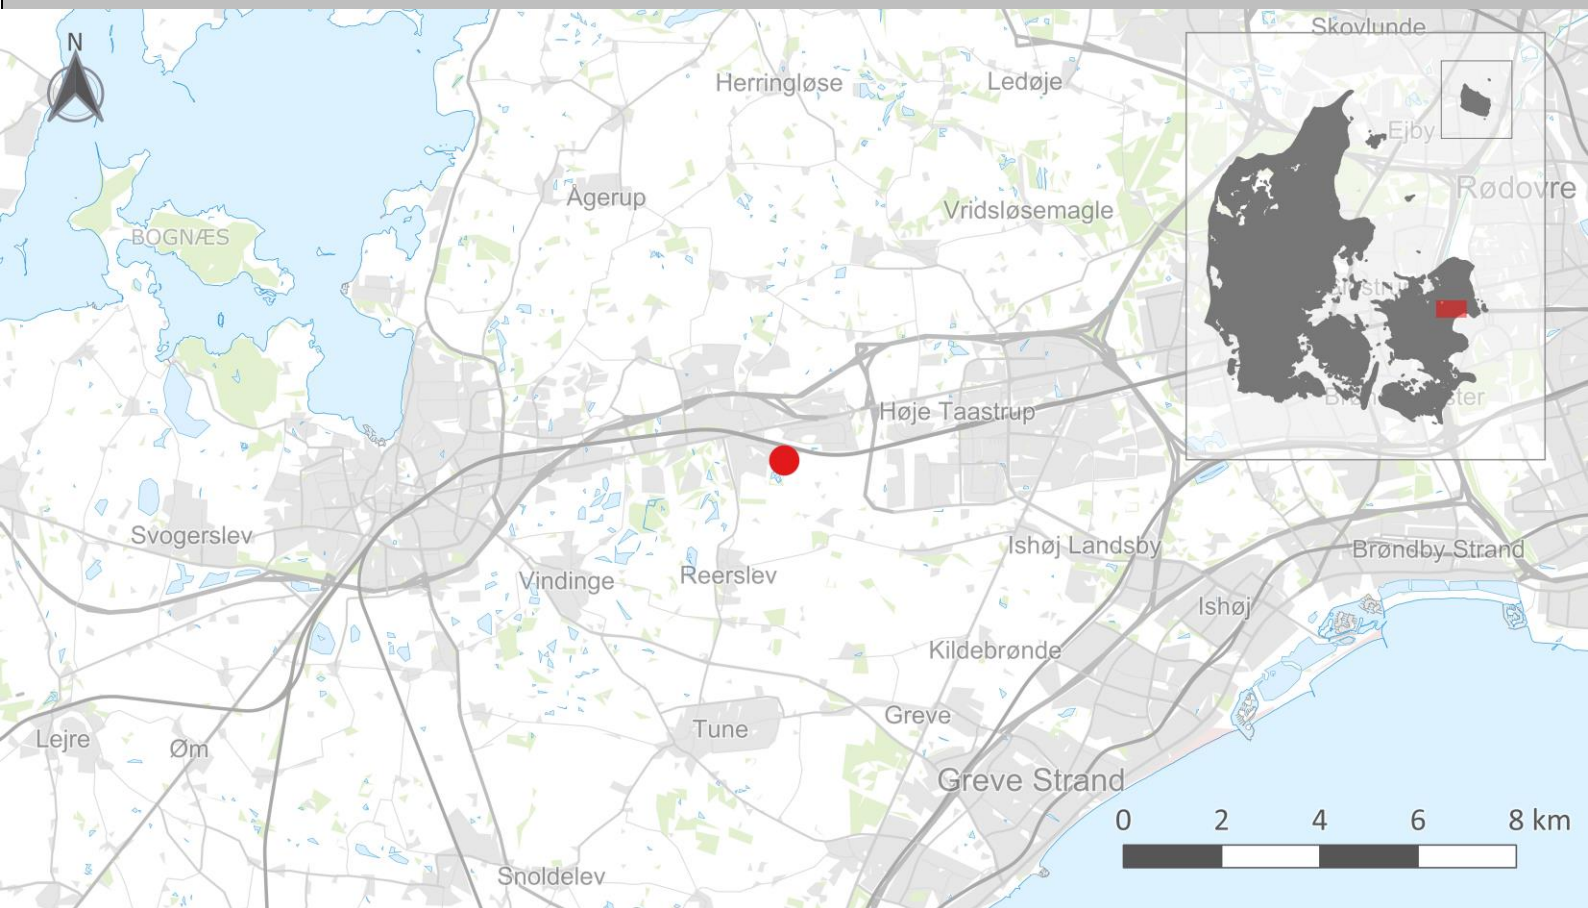 Skovlunde
N
Herringløse
Ledøje
Ejby
Rødovre
Ågerup
Vridsløsemagle
BOGNÆS
Høje Taastrup
Svogerslev
Ishøj Landsby
Brøndby Strand
Vindinge
Reerslev
Ishøj
Kildebrønde
Greve
Tune
Lejre
Øm
Greve Strand
0 2 4 6 8 km
Snoldelev